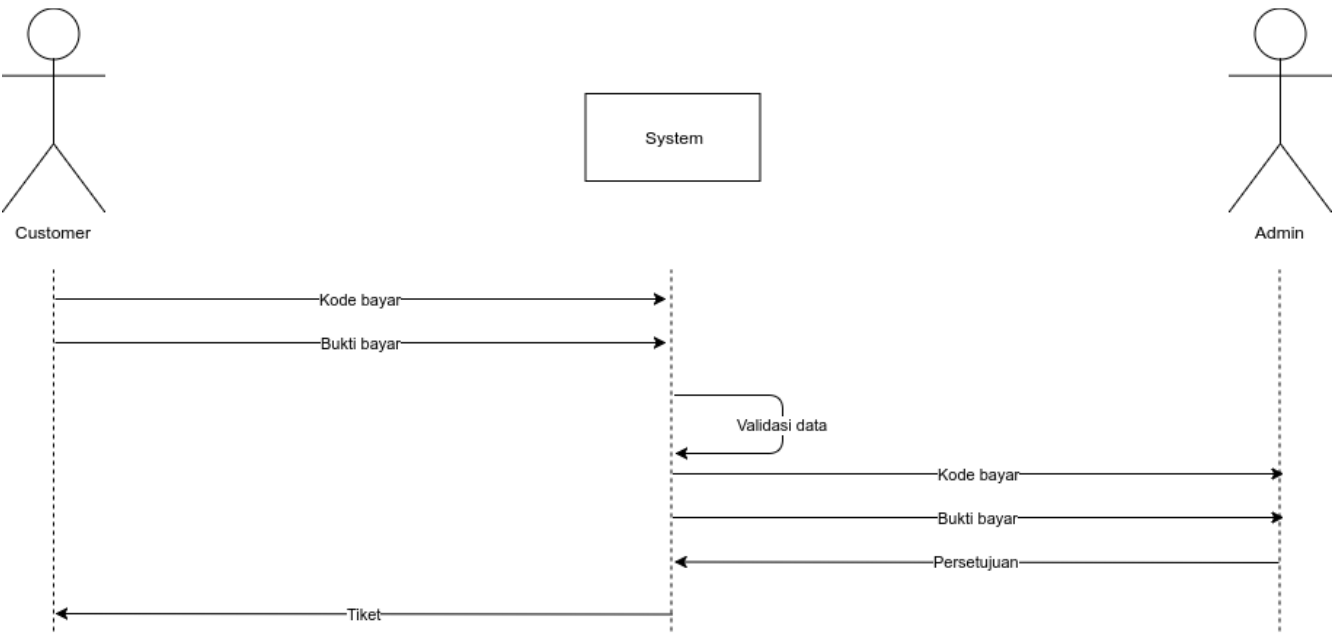 System
Customer
Admin
Kode bayar
Bukti bayar
Validasi data
Kode bayar
Bukti bayar
Persetujuan
Tiket